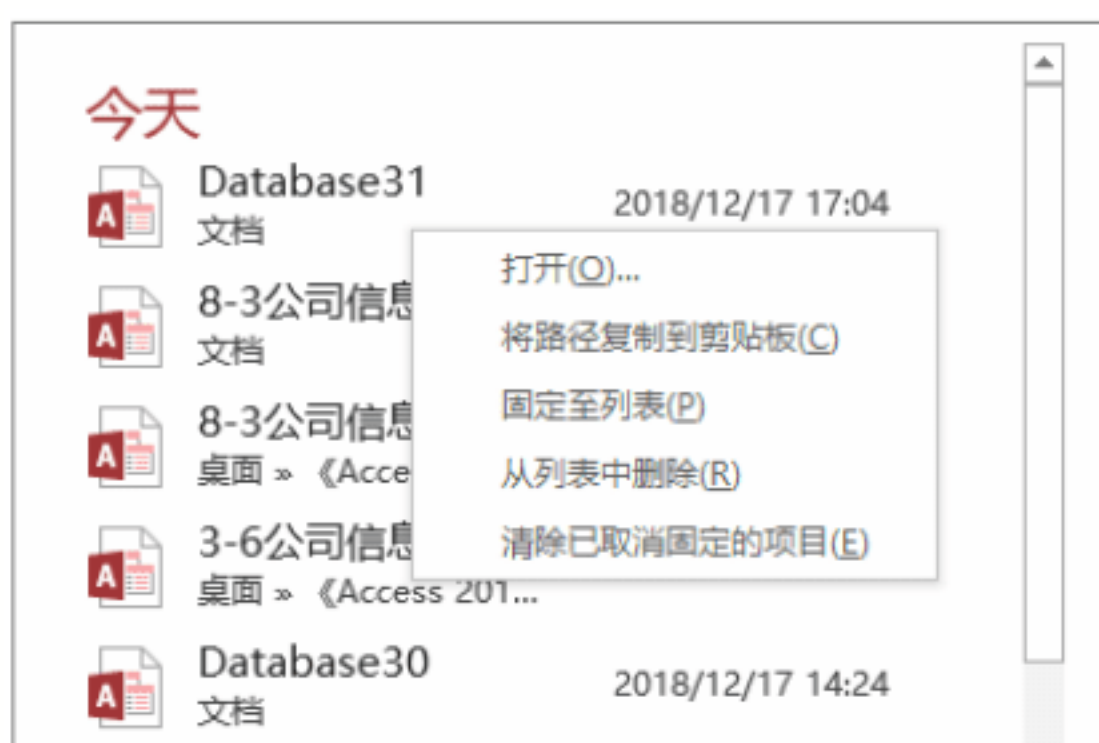 今天
Database31
2018/12/17 17:04
文档
打开(O)...
8-3公司信息
将路径复制到剪贴板(C)
文档
固定至列表(P)
8-3公司信息
桌面 » 《Acce
从列表中删除(R)
3-6公司信息
清除已取消固定的项目(E)
桌面 » 《Access 201...
Database30
2018/12/17 14:24
文档